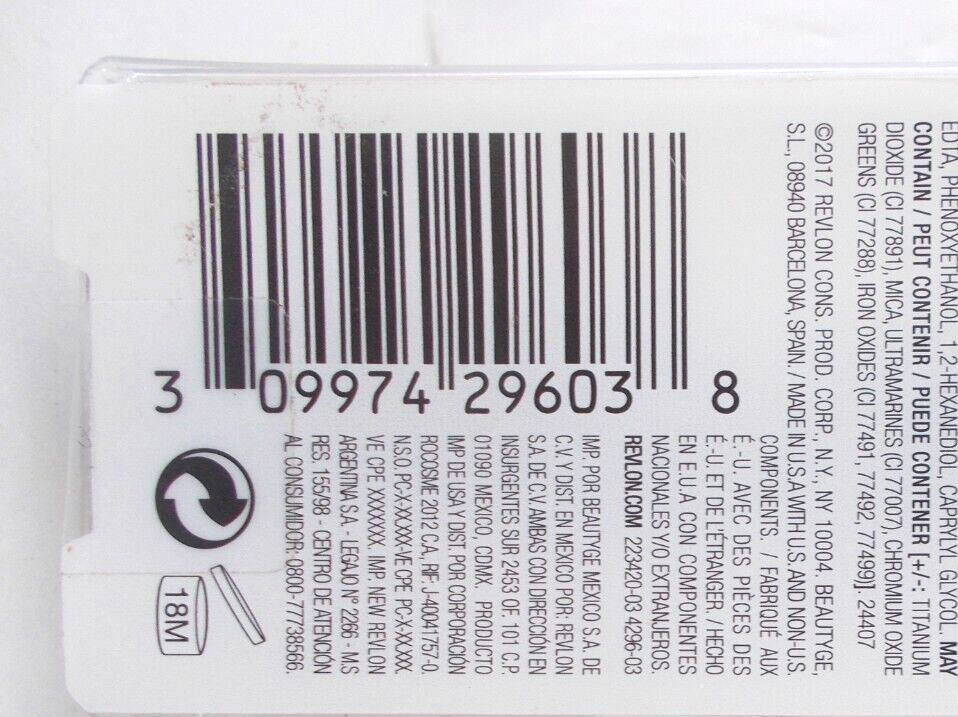 EDTA, PHENOXYETHANOL, 1,2-HEXANEDIOL, CAPRYLYL GLYCOL. MAY
CONTAIN / PEUT CONTENIR / PUEDE CONTENER [+/-: TITANIUM
DIOXIDE (CI 77891), MICA, ULTRAMARINES (CI 77007), CHROMIUM OXIDE
GREENS (CI 77288), IRON OXIDES (CI 77491, 77492, 77499)]. 24407
©2017 REVLON CONS. PROD. CORP., N.Y., NY 10004. BEAUTYGE,
S.L., 08940 BARCELONA, SPAIN. / MADE IN U.S.A WITH U.S. AND NON-U.S.
COMPONENTS. / FABRIQUÉ AUX
É.-U. AVEC DES PIÈCES DES
É.-U. ET DE L'ÉTRANGER. / HECHO
EN E.U.A CON COMPONENTES
NACIONALES Y/O EXTRANJEROS.
REVLON.COM 223420-03 4296-03
IMP. POR BEAUTYGE MEXICO S.A. DE
C.V. Y DIST. EN MEXICO POR: REVLON
S.A. DE C.V. AMBAS CON DIRECCIÓN EN
INSURGENTES SUR 2453 OF. 101 C.P.
01090 MEXICO, CDMX. PRODUCTO
IMP DE USA Y DIST. POR CORPORACIÓN
ROCOSME 2012 C.A. RIF: J-40041757-0.
N.S.O. PC-X-XXXX-VE CPE PC-X-XXXXX.
VE CPE XXXXXXX. IMP. NEW REVLON
ARGENTINA S.A - LEGAJO Nº 2266 - M.S
RES. 155/98 - CENTRO DE ATENCIÓN
AL CONSUMIDOR: 0800-77738566.
3 09974 29603 8
18M